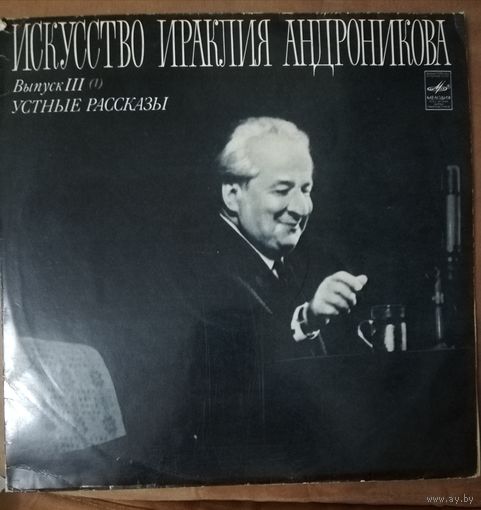 ИСКУССТВО ИРАКЛИЯ АНДРОНИКОВА
Выпуск III (1)
УСТНЫЕ РАССКАЗЫ
МЕЛОДИЯ
www.ay.by